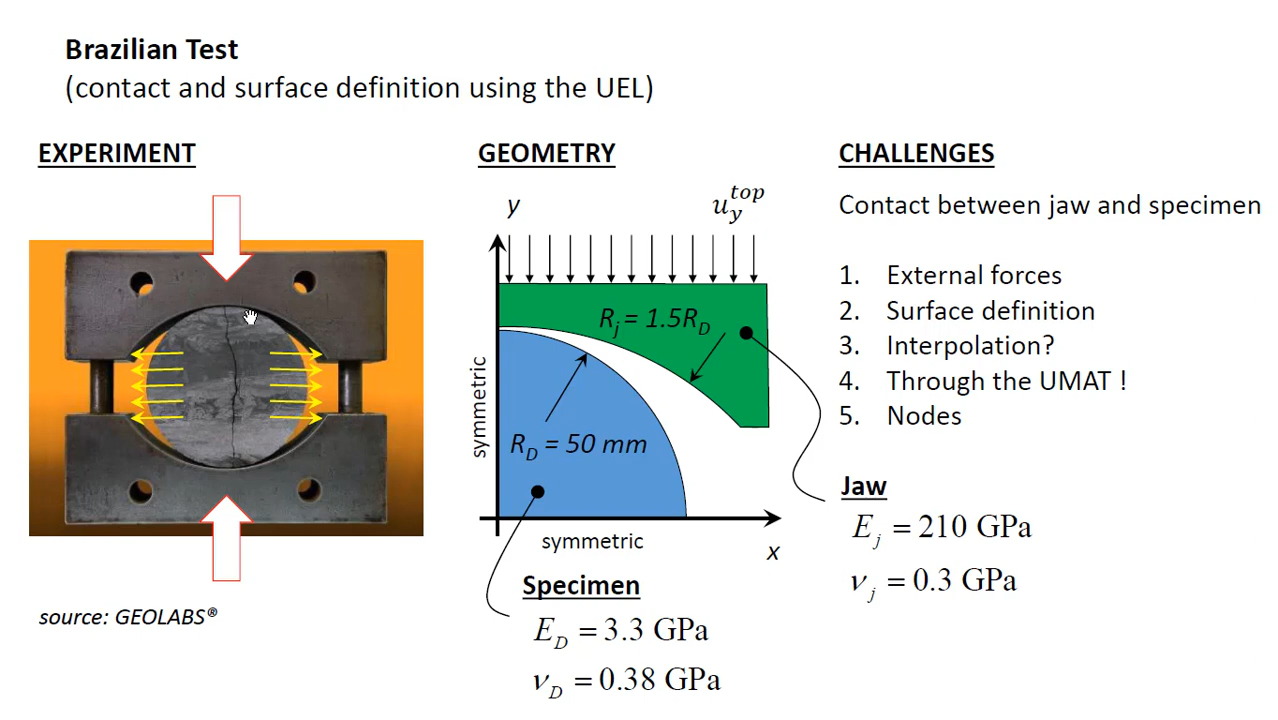 Brazilian Test
(contact and surface definition using the UEL)
EXPERIMENT
source: GEOLABS®
GEOMETRY
y
u_y^{top}
R_j = 1.5R_D
symmetric
R_D = 50 mm
symmetric
x
Specimen
E_D = 3.3 GPa
ν_D = 0.38 GPa
CHALLENGES
Contact between jaw and specimen
1. External forces
2. Surface definition
3. Interpolation?
4. Through the UMAT !
5. Nodes
Jaw
E_j = 210 GPa
ν_j = 0.3 GPa